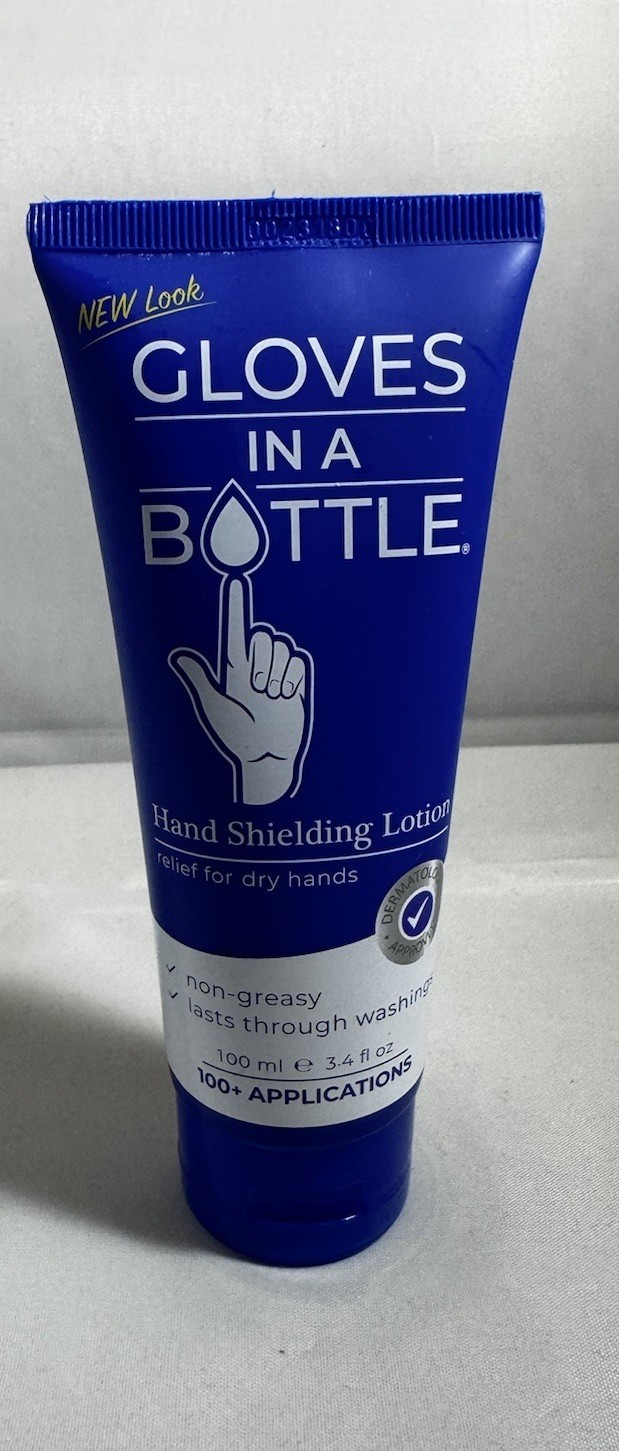 NEW Look
GLOVES
IN A
BOTTLE®
Hand Shielding Lotion
relief for dry hands
✓ non-greasy
✓ lasts through washings
100 ml ℮ 3.4 fl oz
100+ APPLICATIONS